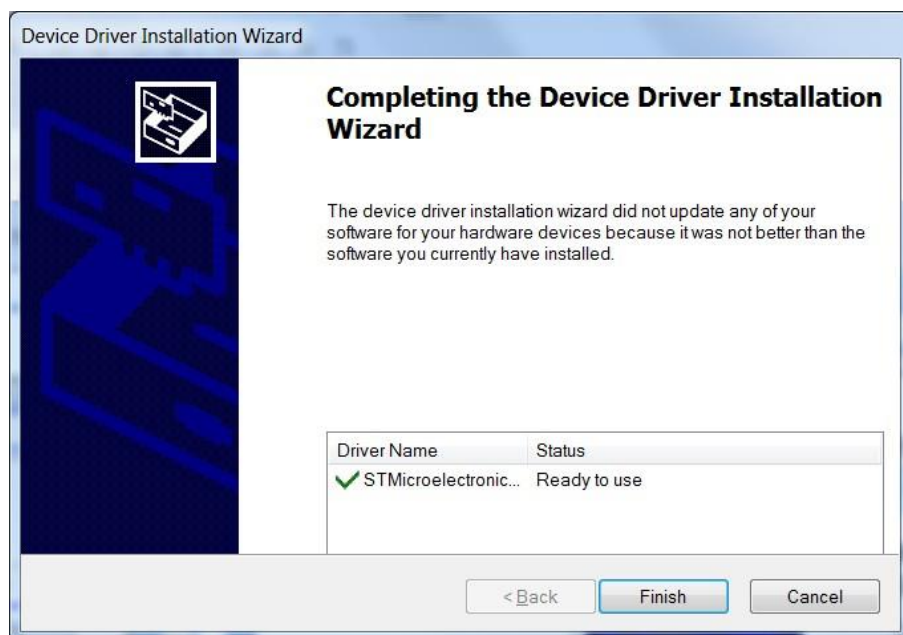 Device Driver Installation Wizard
Completing the Device Driver Installation
Wizard
The device driver installation wizard did not update any of your
software for your hardware devices because it was not better than the
software you currently have installed.
Driver Name Status
STMicroelectronic... Ready to use
< Back Finish Cancel